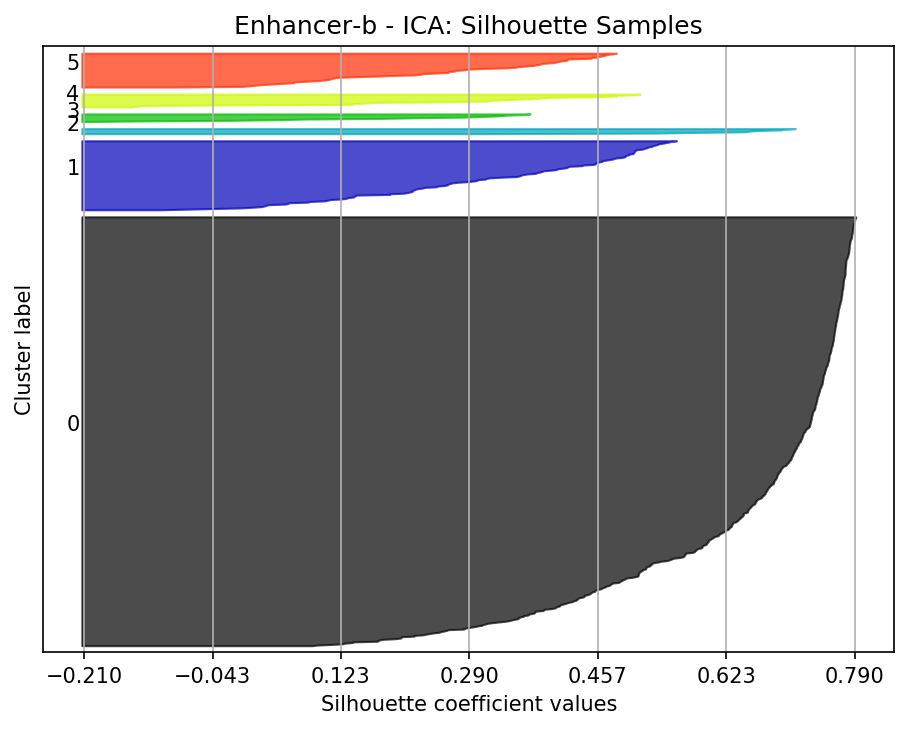 Enhancer-b - ICA: Silhouette Samples
5
4
3
2
1
0
Cluster label
−0.210 −0.043 0.123 0.290 0.457 0.623 0.790
Silhouette coefficient values